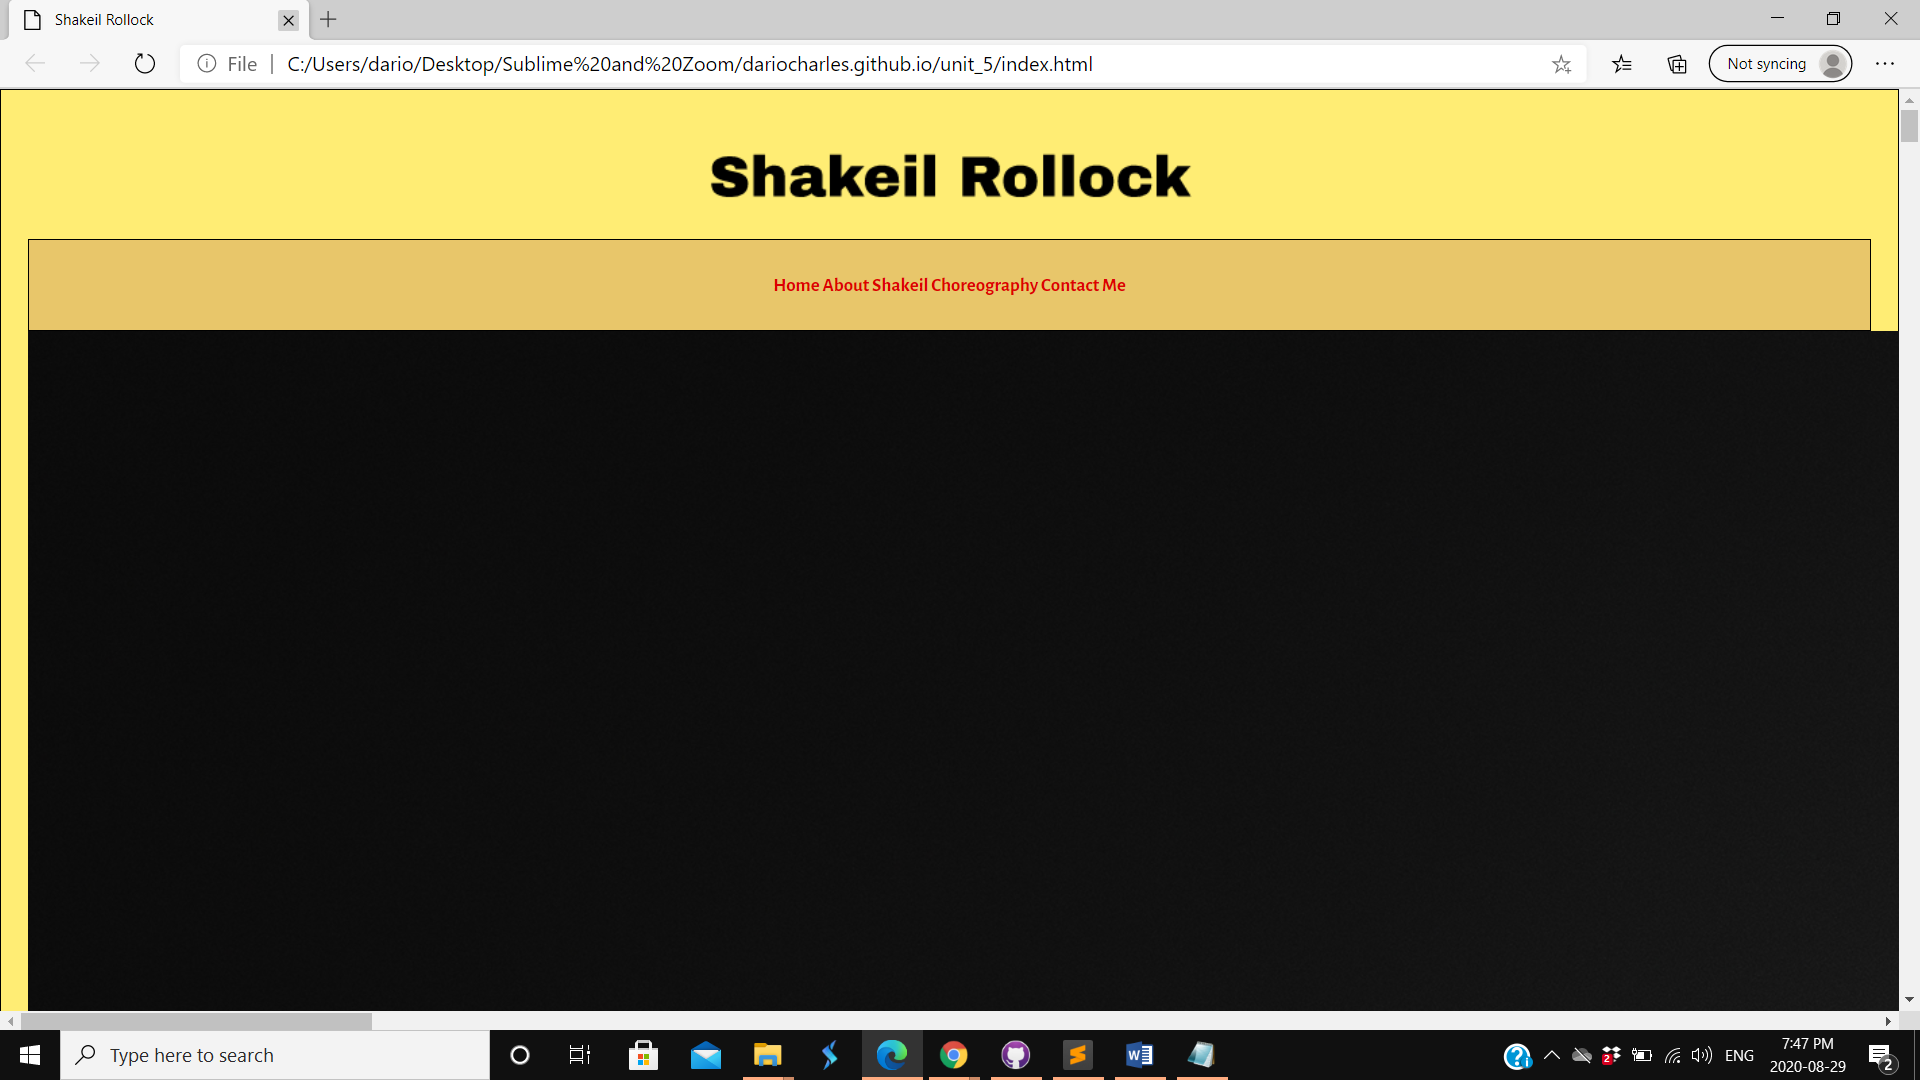 Shakeil Rollock
File
C:/Users/dario/Desktop/Sublime%20and%20Zoom/dariocharles.github.io/unit_5/index.html
Not syncing
Shakeil Rollock
Home About Shakeil Choreography Contact Me
Type here to search
W
2
ENG
7:47 PM
2020-08-29
2